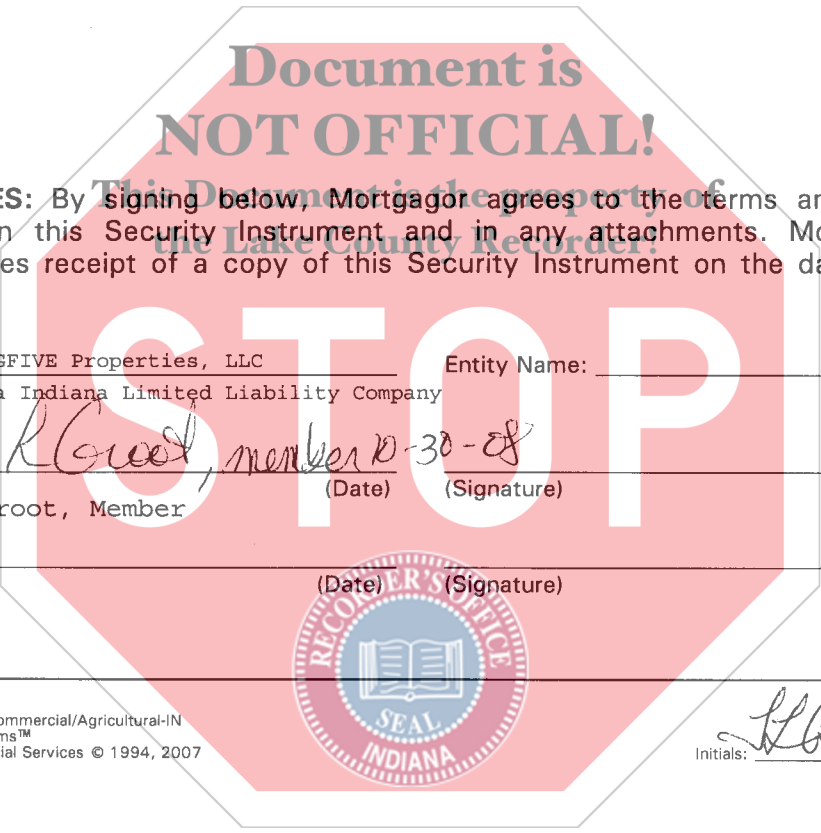 Document is
NOT OFFICIAL!
This Document is the property of
the Lake County Recorder!
ES: By signing below, Mortgagor agrees to the terms an
n this Security Instrument and in any attachments. Mo
es receipt of a copy of this Security Instrument on the da
STOP
GFIVE Properties, LLC Entity Name:
a Indiana Limited Liability Company
Groot, member 10-30-08
(Date) (Signature)
root, Member
(Date) (Signature)
RECORDER'S OFFICE
SEAL
INDIANA
ommercial/Agricultural-IN
ms™
ial Services © 1994, 2007
Initials: